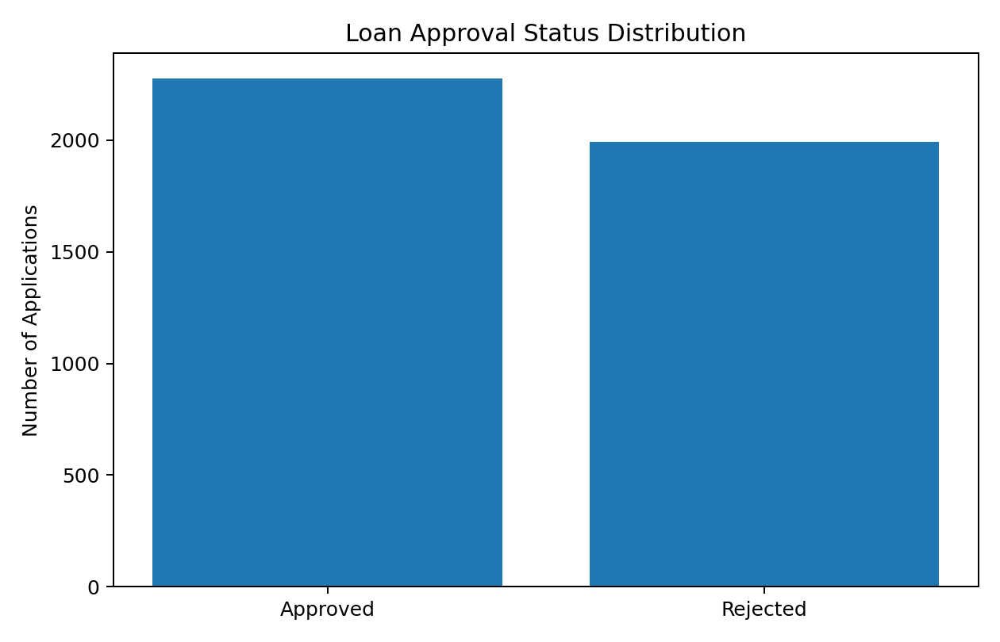 Loan Approval Status Distribution
Number of Applications
2000
1500
1000
500
0
Approved
Rejected